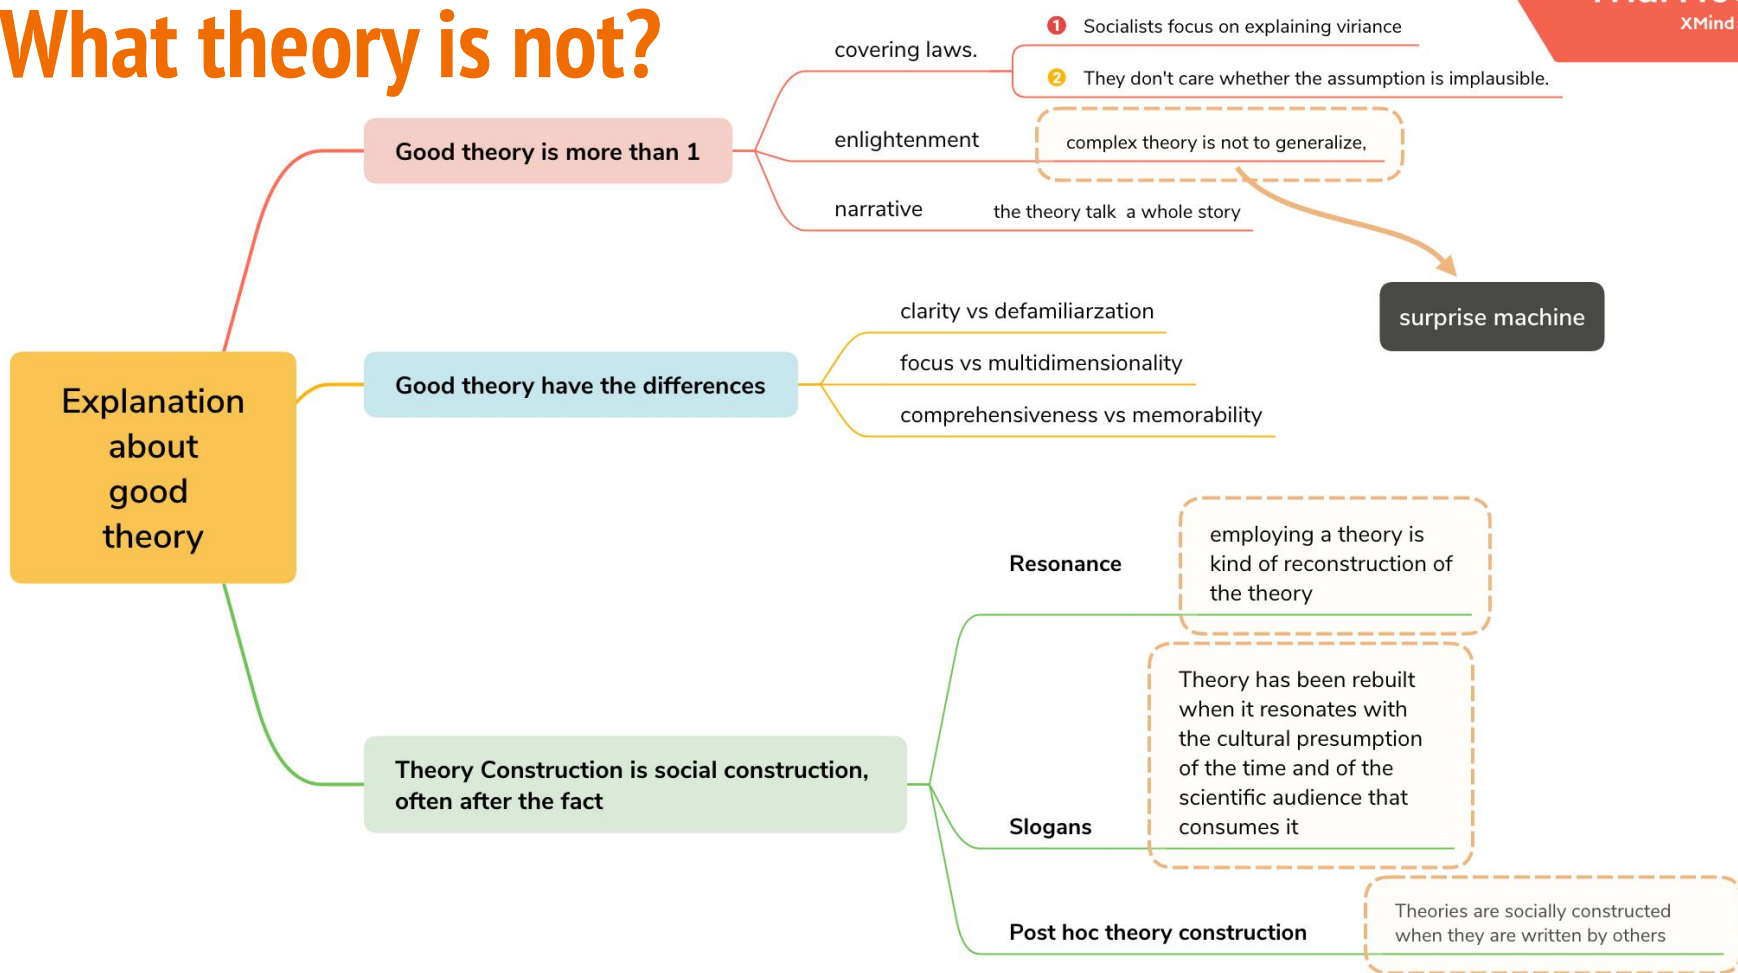 What theory is not?
XMind
Explanation
about
good
theory
Good theory is more than 1
covering laws.
1 Socialists focus on explaining viriance
2 They don't care whether the assumption is implausible.
enlightenment
complex theory is not to generalize,
surprise machine
narrative
the theory talk a whole story
Good theory have the differences
clarity vs defamiliarzation
focus vs multidimensionality
comprehensiveness vs memorability
Theory Construction is social construction,
often after the fact
Resonance
employing a theory is
kind of reconstruction of
the theory
Slogans
Theory has been rebuilt
when it resonates with
the cultural presumption
of the time and of the
scientific audience that
consumes it
Post hoc theory construction
Theories are socially constructed
when they are written by others